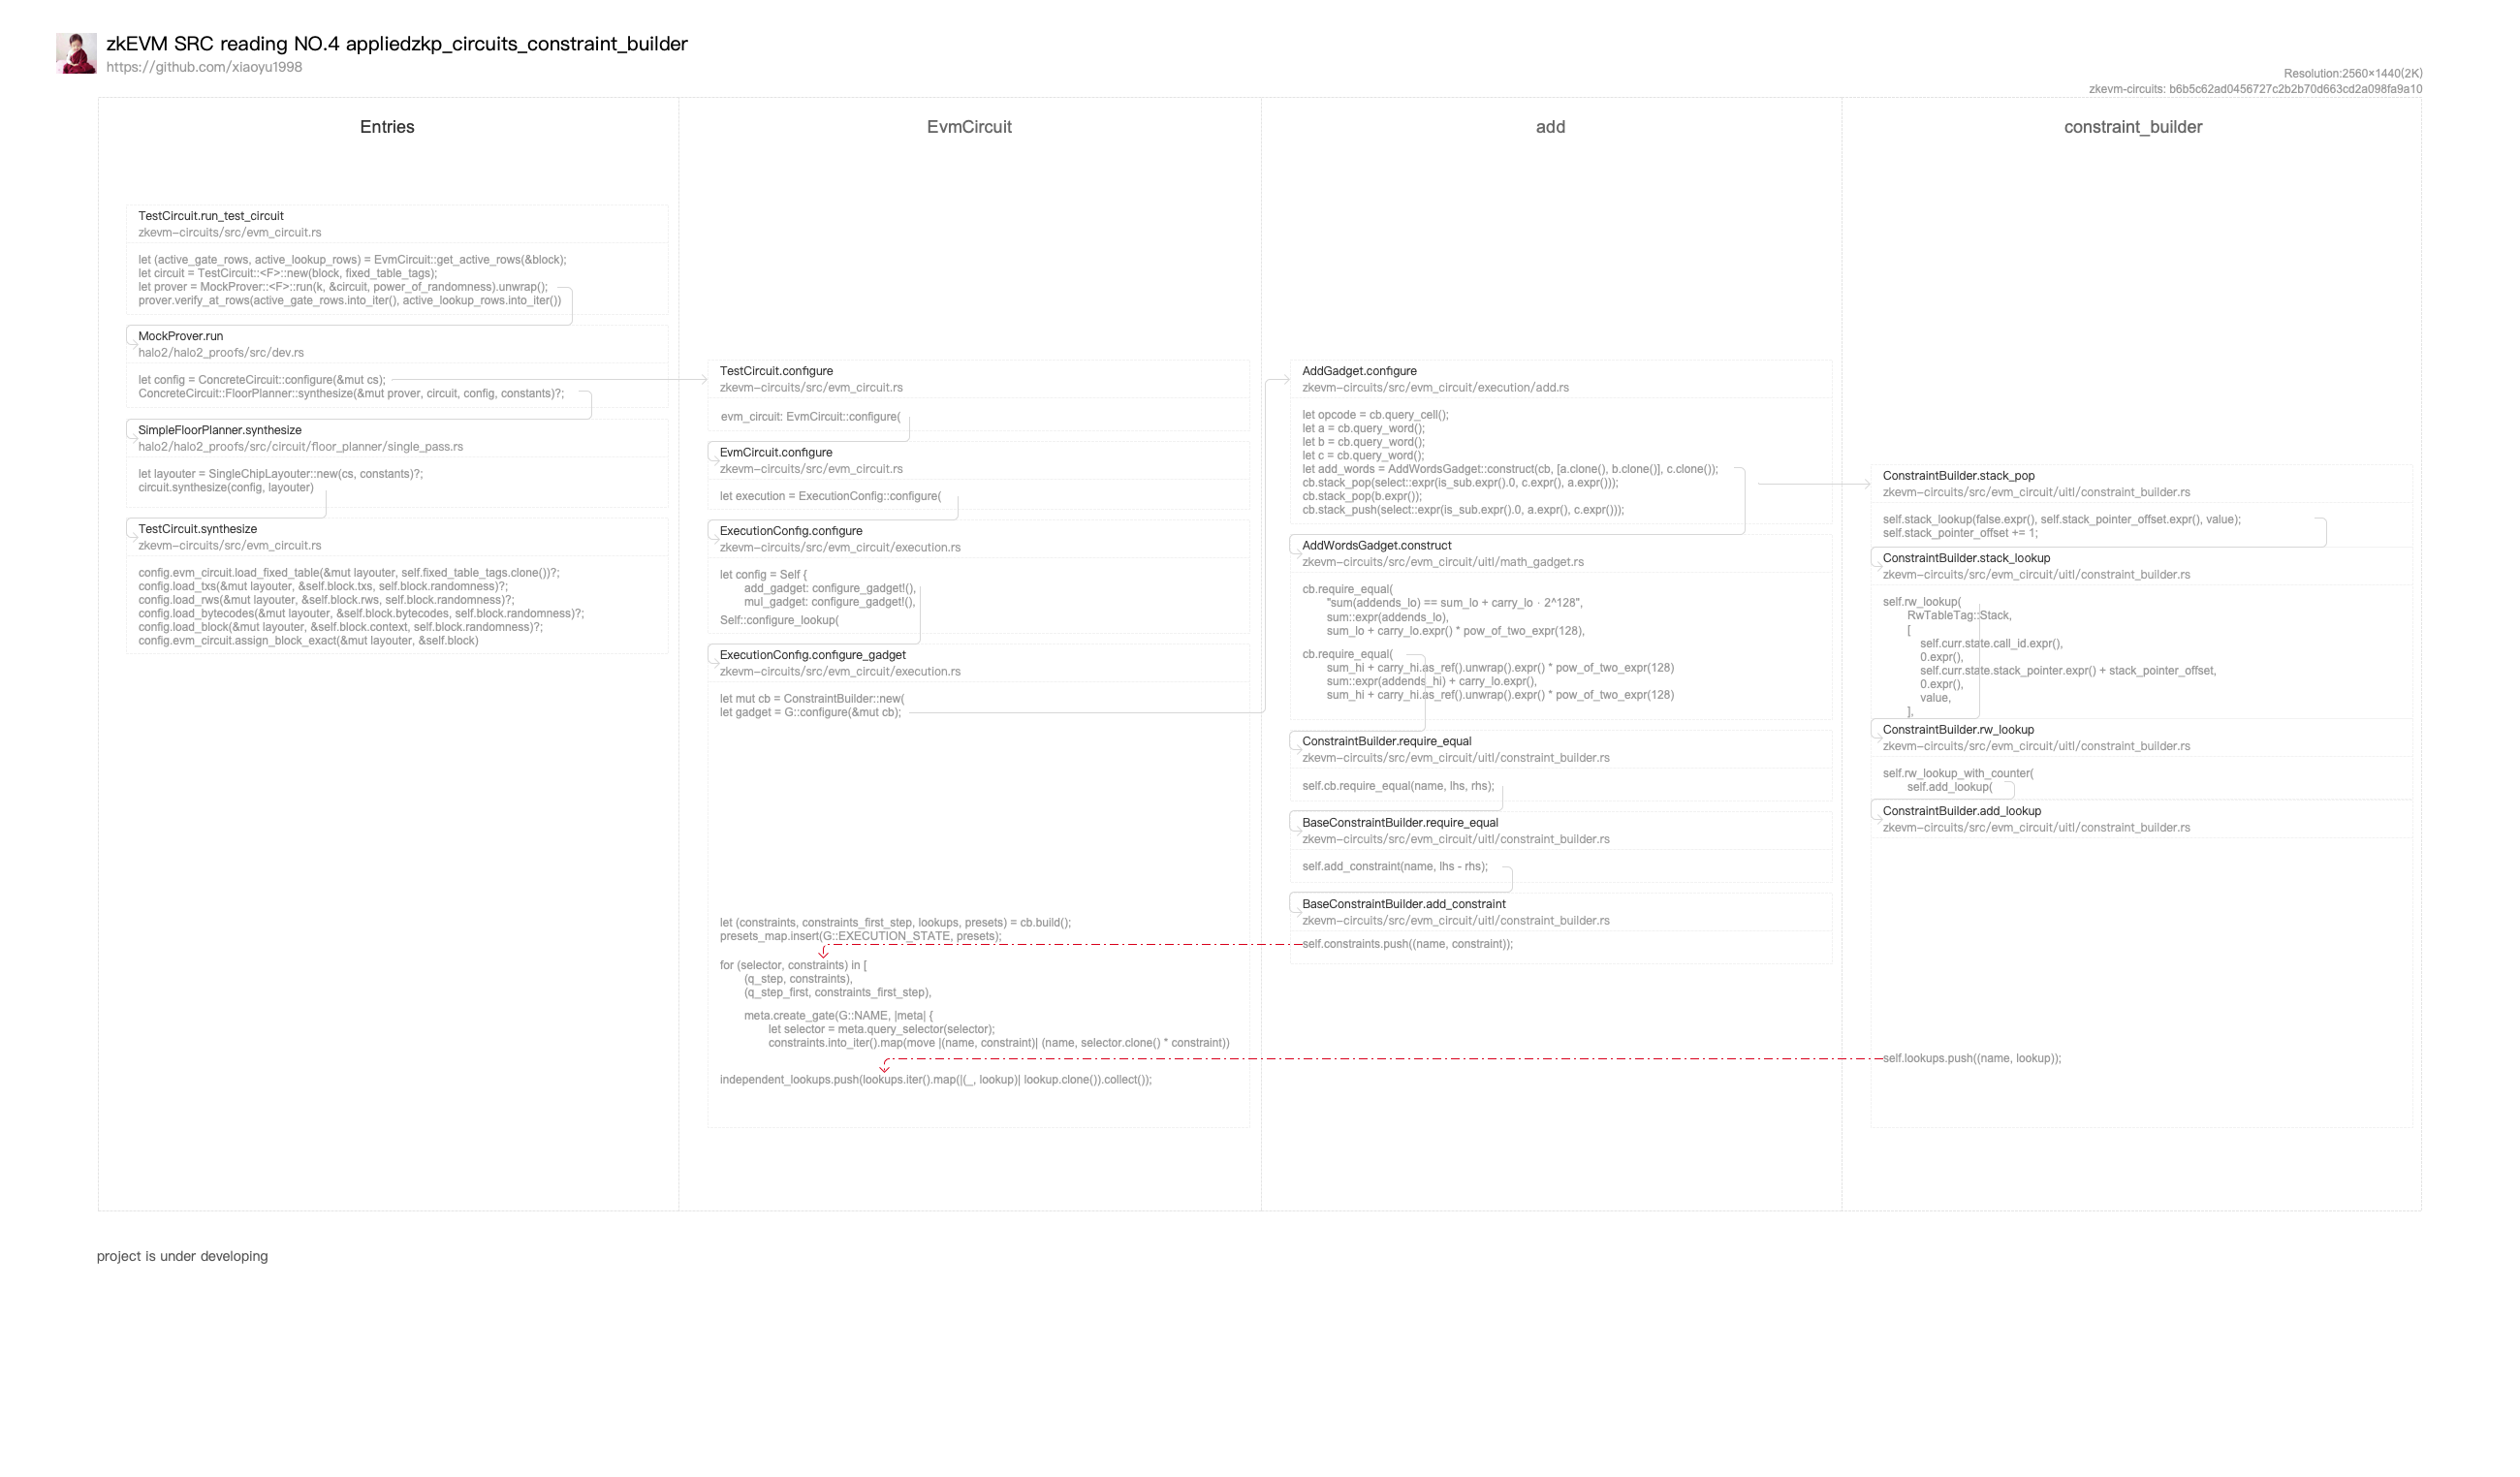 zkEVM SRC reading NO.4 appliedzkp_circuits_constraint_builder
https://github.com/xiaoyu1998
Resolution:2560×1440(2K)
zkevm-circuits: b6b5c62ad0456727c2b2b70d663cd2a098fa9a10
Entries
TestCircuit.run_test_circuit
zkevm-circuits/src/evm_circuit.rs
let (active_gate_rows, active_lookup_rows) = EvmCircuit::get_active_rows(&block);
let circuit = TestCircuit::<F>::new(block, fixed_table_tags);
let prover = MockProver::<F>::run(k, &circuit, power_of_randomness).unwrap();
prover.verify_at_rows(active_gate_rows.into_iter(), active_lookup_rows.into_iter())
MockProver.run
halo2/halo2_proofs/src/dev.rs
let config = ConcreteCircuit::configure(&mut cs);
ConcreteCircuit::FloorPlanner::synthesize(&mut prover, circuit, config, constants)?;
SimpleFloorPlanner.synthesize
halo2/halo2_proofs/src/circuit/floor_planner/single_pass.rs
let layouter = SingleChipLayouter::new(cs, constants)?;
circuit.synthesize(config, layouter)
TestCircuit.synthesize
zkevm-circuits/src/evm_circuit.rs
config.evm_circuit.load_fixed_table(&mut layouter, self.fixed_table_tags.clone())?;
config.load_txs(&mut layouter, &self.block.txs, self.block.randomness)?;
config.load_rws(&mut layouter, &self.block.rws, self.block.randomness)?;
config.load_bytecodes(&mut layouter, &self.block.bytecodes, self.block.randomness)?;
config.load_block(&mut layouter, &self.block.context, self.block.randomness)?;
config.evm_circuit.assign_block_exact(&mut layouter, &self.block)
EvmCircuit
TestCircuit.configure
zkevm-circuits/src/evm_circuit.rs
evm_circuit: EvmCircuit::configure(
EvmCircuit.configure
zkevm-circuits/src/evm_circuit.rs
let execution = ExecutionConfig::configure(
ExecutionConfig.configure
zkevm-circuits/src/evm_circuit/execution.rs
let config = Self {
add_gadget: configure_gadget!(),
mul_gadget: configure_gadget!(),
Self::configure_lookup(
ExecutionConfig.configure_gadget
zkevm-circuits/src/evm_circuit/execution.rs
let mut cb = ConstraintBuilder::new(
let gadget = G::configure(&mut cb);
let (constraints, constraints_first_step, lookups, presets) = cb.build();
presets_map.insert(G::EXECUTION_STATE, presets);
for (selector, constraints) in [
(q_step, constraints),
(q_step_first, constraints_first_step),
meta.create_gate(G::NAME, |meta| {
let selector = meta.query_selector(selector);
constraints.into_iter().map(move |(name, constraint)| (name, selector.clone() * constraint))
independent_lookups.push(lookups.iter().map(|(_, lookup)| lookup.clone()).collect());
add
AddGadget.configure
zkevm-circuits/src/evm_circuit/execution/add.rs
let opcode = cb.query_cell();
let a = cb.query_word();
let b = cb.query_word();
let c = cb.query_word();
let add_words = AddWordsGadget::construct(cb, [a.clone(), b.clone()], c.clone());
cb.stack_pop(select::expr(is_sub.expr().0, c.expr(), a.expr()));
cb.stack_pop(b.expr());
cb.stack_push(select::expr(is_sub.expr().0, a.expr(), c.expr()));
AddWordsGadget.construct
zkevm-circuits/src/evm_circuit/uitl/math_gadget.rs
cb.require_equal(
"sum(addends_lo) == sum_lo + carry_lo · 2^128",
sum::expr(addends_lo),
sum_lo + carry_lo.expr() * pow_of_two_expr(128),
cb.require_equal(
sum_hi + carry_hi.as_ref().unwrap().expr() * pow_of_two_expr(128)
sum::expr(addends_hi) + carry_lo.expr(),
sum_hi + carry_hi.as_ref().unwrap().expr() * pow_of_two_expr(128)
ConstraintBuilder.require_equal
zkevm-circuits/src/evm_circuit/uitl/constraint_builder.rs
self.cb.require_equal(name, lhs, rhs);
BaseConstraintBuilder.require_equal
zkevm-circuits/src/evm_circuit/uitl/constraint_builder.rs
self.add_constraint(name, lhs - rhs);
BaseConstraintBuilder.add_constraint
zkevm-circuits/src/evm_circuit/uitl/constraint_builder.rs
self.constraints.push((name, constraint));
constraint_builder
ConstraintBuilder.stack_pop
zkevm-circuits/src/evm_circuit/uitl/constraint_builder.rs
self.stack_lookup(false.expr(), self.stack_pointer_offset.expr(), value);
self.stack_pointer_offset += 1;
ConstraintBuilder.stack_lookup
zkevm-circuits/src/evm_circuit/uitl/constraint_builder.rs
self.rw_lookup(
RwTableTag::Stack,
[
self.curr.state.call_id.expr(),
0.expr(),
self.curr.state.stack_pointer.expr() + stack_pointer_offset,
0.expr(),
value,
],
ConstraintBuilder.rw_lookup
zkevm-circuits/src/evm_circuit/uitl/constraint_builder.rs
self.rw_lookup_with_counter(
self.add_lookup(
ConstraintBuilder.add_lookup
zkevm-circuits/src/evm_circuit/uitl/constraint_builder.rs
self.lookups.push((name, lookup));
project is under developing